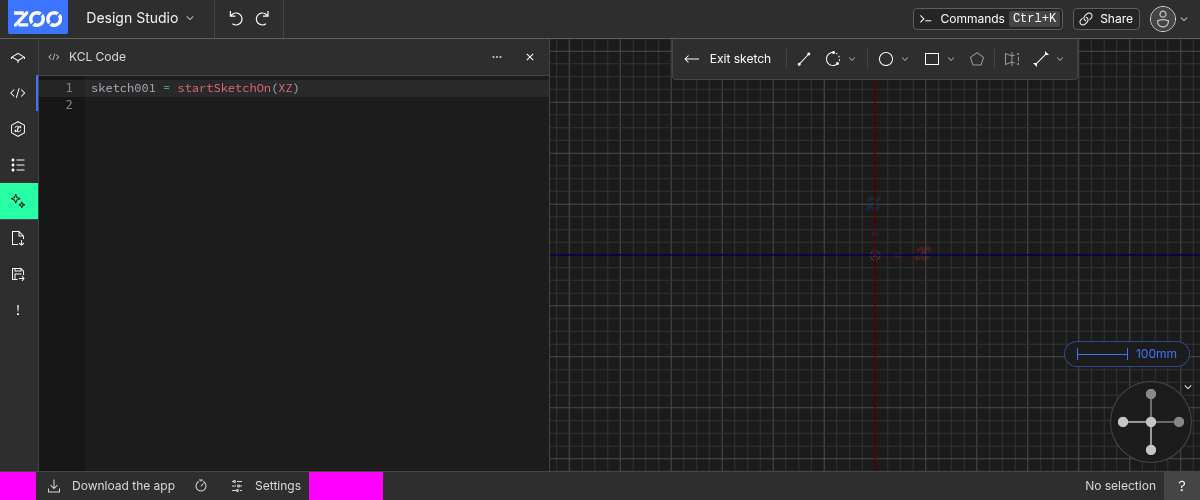 ZOO Design Studio Commands Ctrl+K Share
KCL Code
Exit sketch
1 sketch001 = startSketchOn(XZ)
2
100mm
Download the app Settings No selection ?